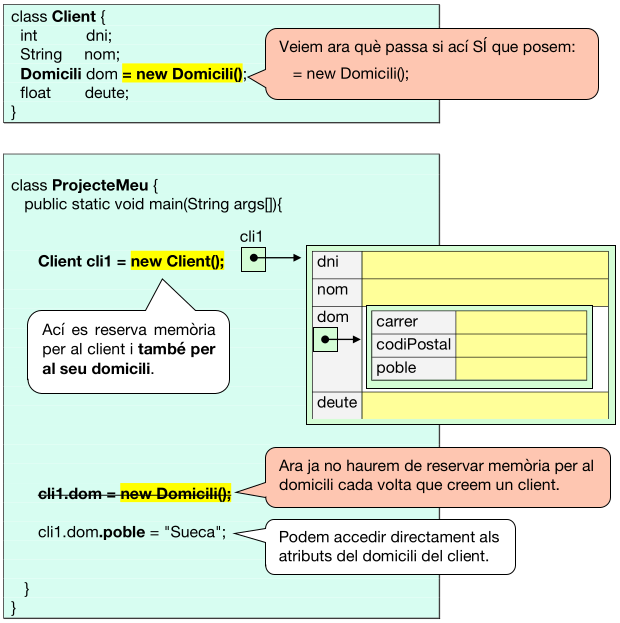 class Client {
int dni;
String nom;
Domicili dom = new Domicili();
float deute;
}
Veiem ara què passa si ací SÍ que posem:
= new Domicili();
class ProjecteMeu {
public static void main(String args[]){
cli1
Client cli1 = new Client();
dni
nom
dom
carrer
codiPostal
poble
deute
Ací es reserva memòria
per al client i també per
al seu domicili.
cli1.dom = new Domicili();
Ara ja no haurem de reservar memòria per al
domicili cada volta que creem un client.
cli1.dom.poble = "Sueca";
Podem accedir directament als
atributs del domicili del client.
}
}